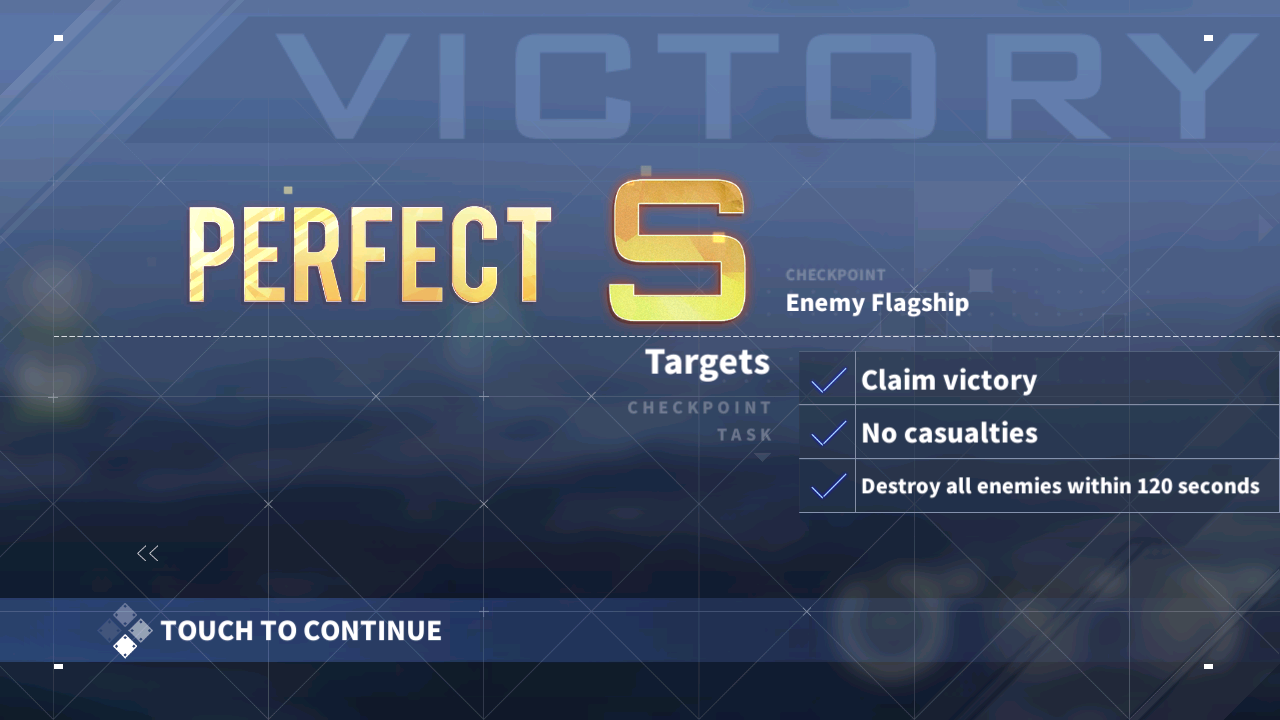 VICTORY
PERFECT S
CHECKPOINT
Enemy Flagship
Targets
CHECKPOINT
TASK
Claim victory
No casualties
Destroy all enemies within 120 seconds
TOUCH TO CONTINUE